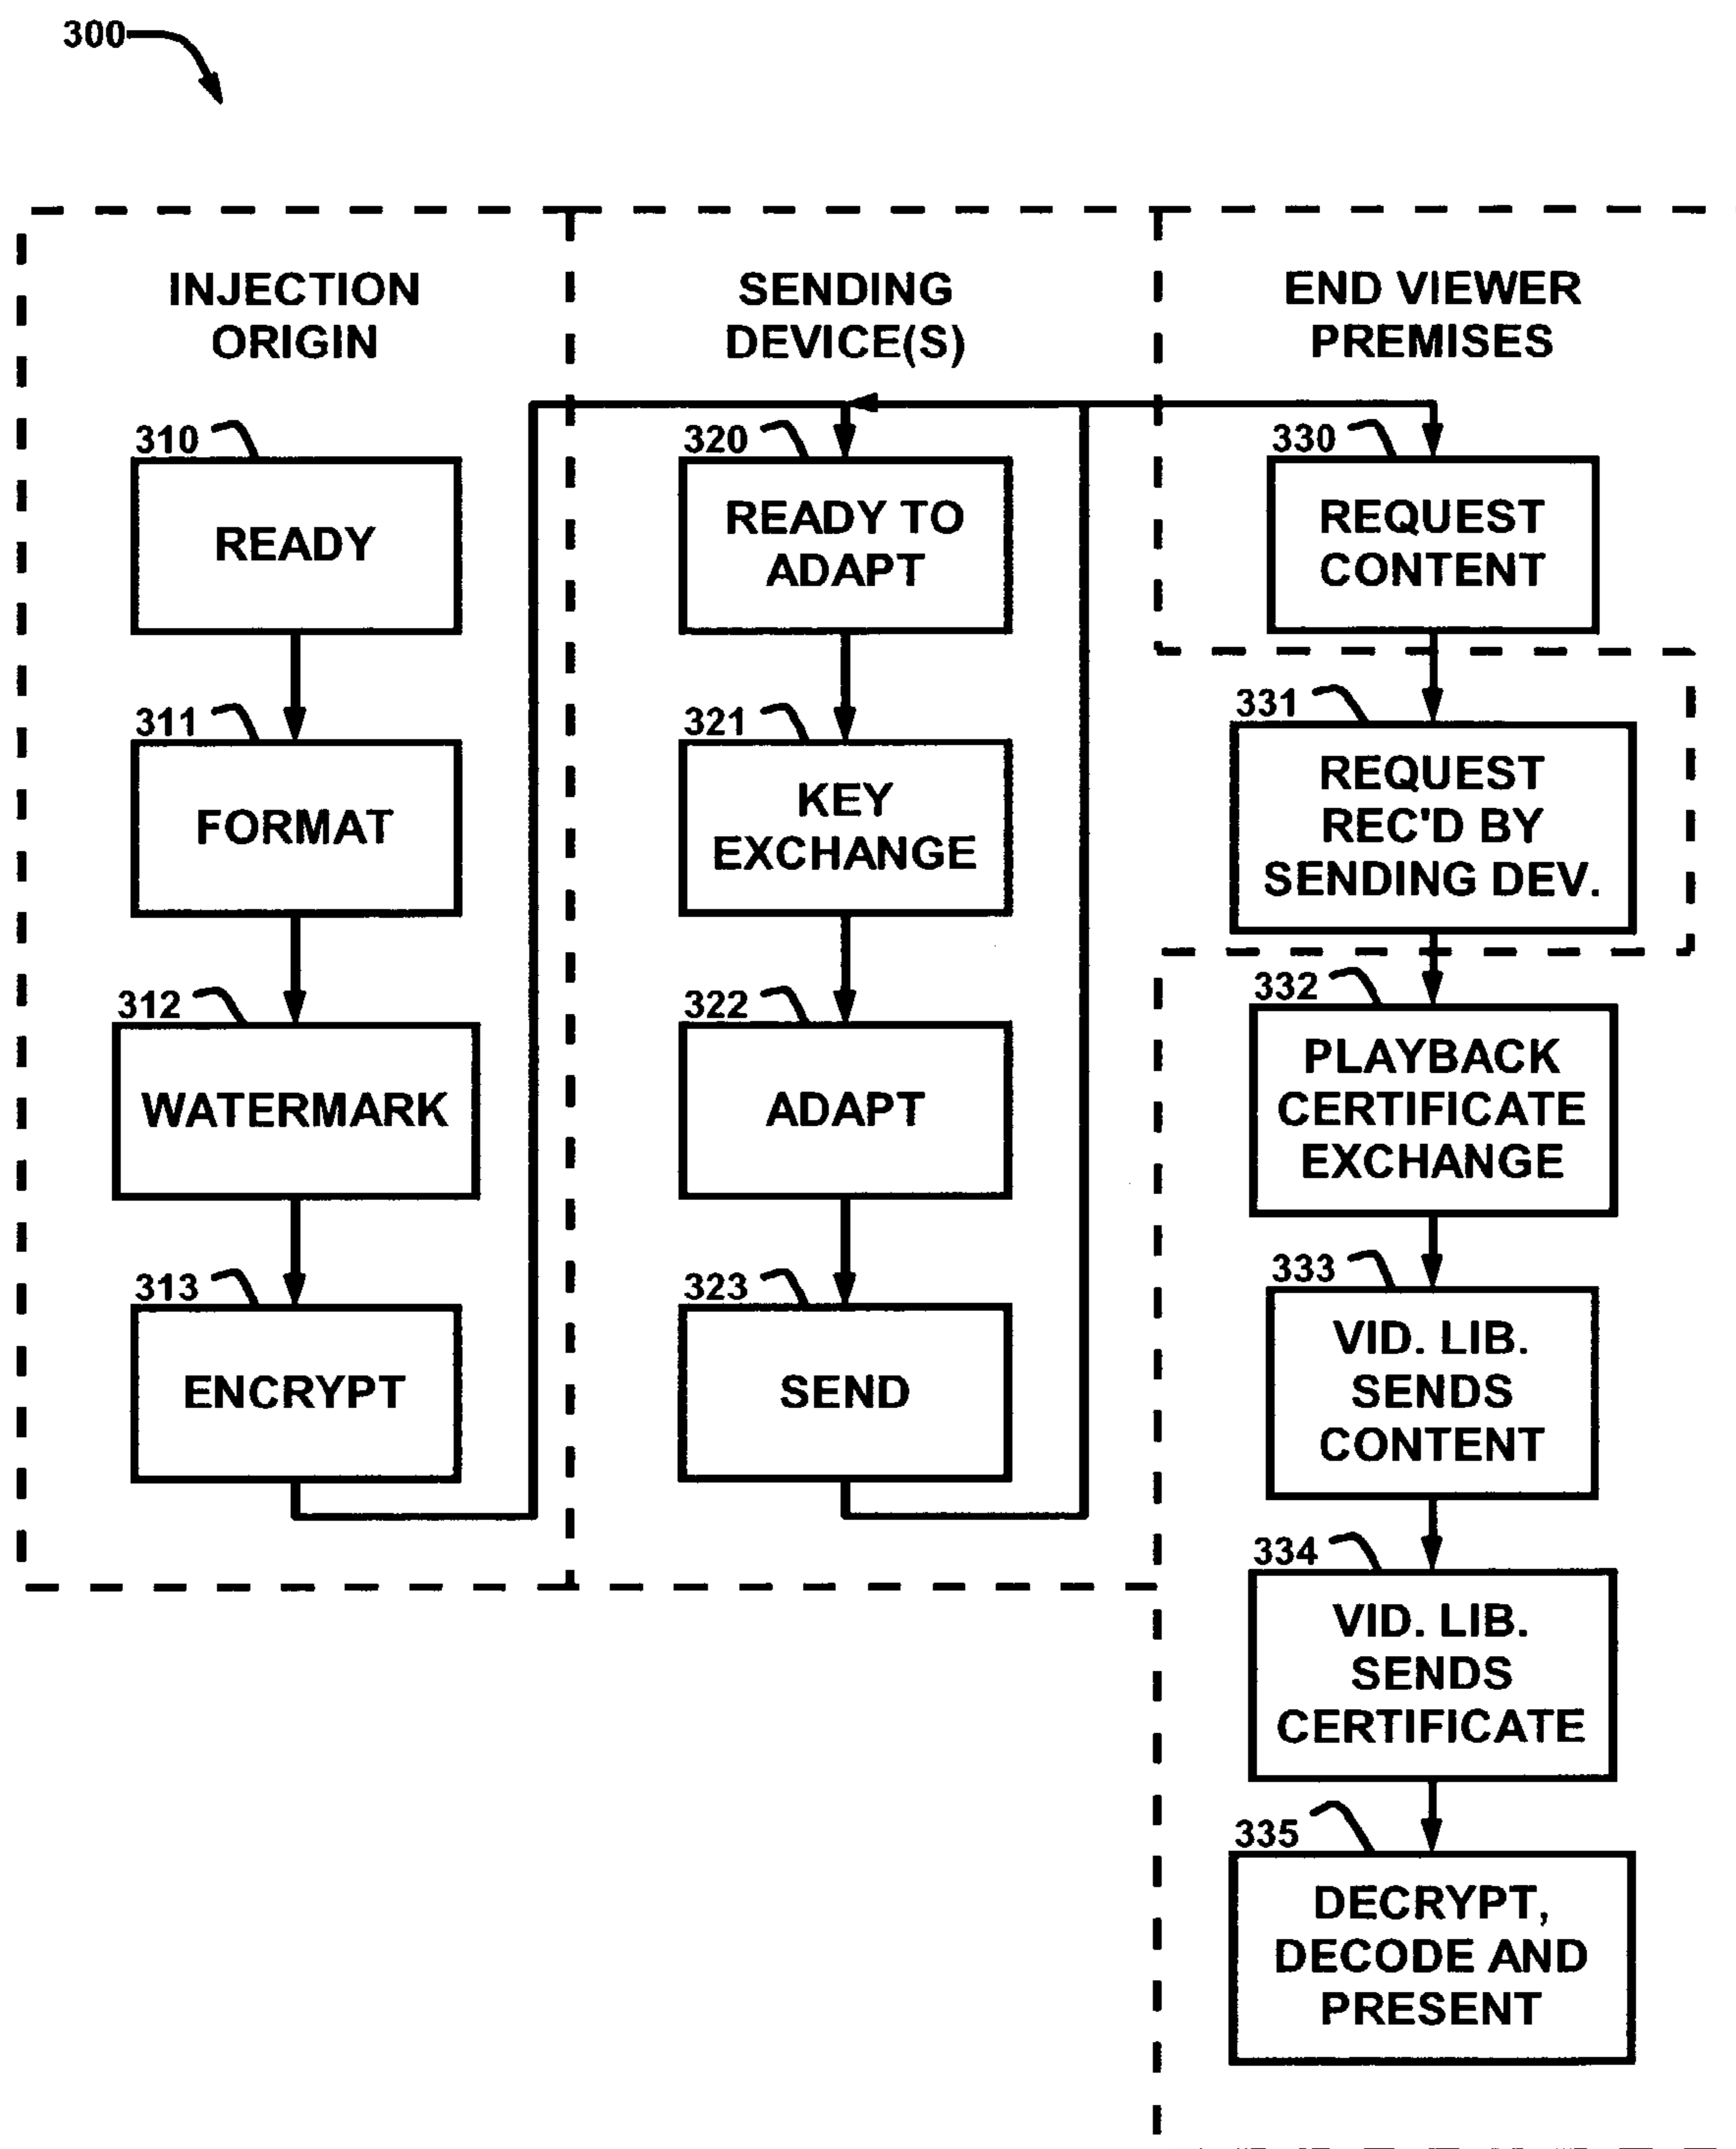 300
INJECTION
ORIGIN
310
READY
311
FORMAT
312
WATERMARK
313
ENCRYPT
SENDING
DEVICE(S)
320
READY TO
ADAPT
321
KEY
EXCHANGE
322
ADAPT
323
SEND
END VIEWER
PREMISES
330
REQUEST
CONTENT
331
REQUEST
REC'D BY
SENDING DEV.
332
PLAYBACK
CERTIFICATE
EXCHANGE
333
VID. LIB.
SENDS
CONTENT
334
VID. LIB.
SENDS
CERTIFICATE
335
DECRYPT,
DECODE AND
PRESENT